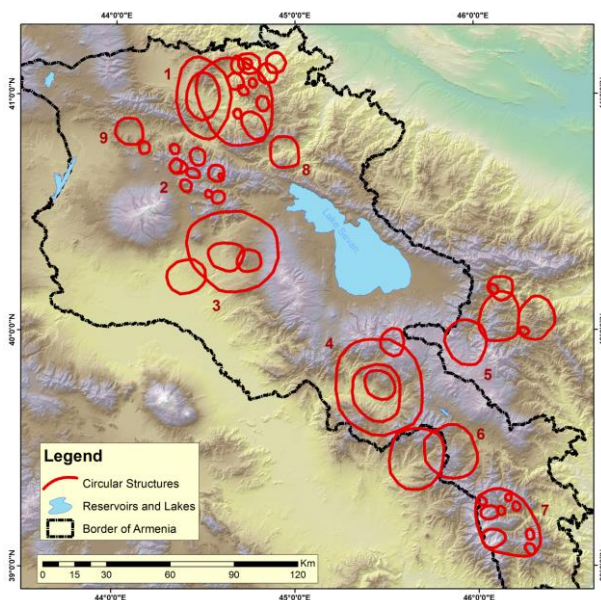 44°0'0"N 45°0'0"N 46°0'0"N
41°0'0"N
1
9
2
8
Lake Sevan
3
40°0'0"N
4
5
6
7
Legend
Circular Structures
Reservoirs and Lakes
Border of Armenia
Km
0 15 30 60 90 120
39°0'0"N
44°0'0"N 45°0'0"N 46°0'0"N